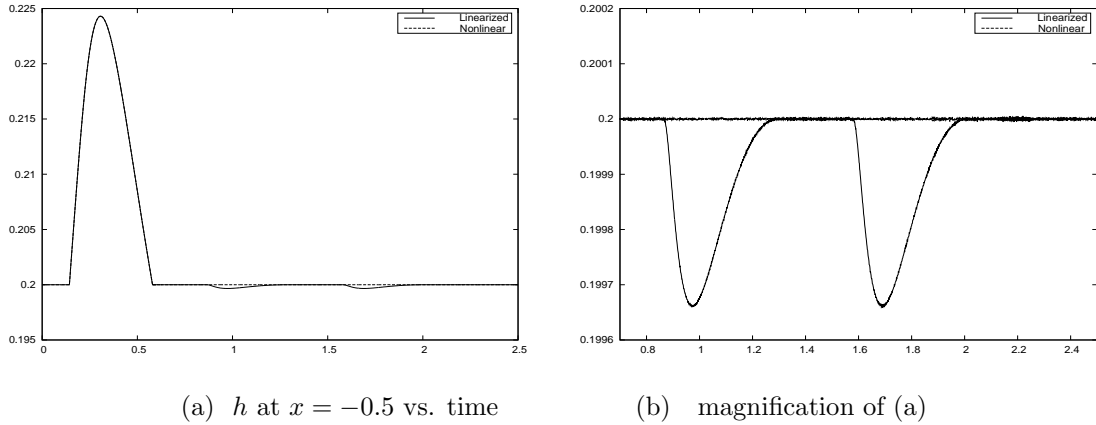 0.225
0.22
0.215
0.21
0.205
0.2
0.195
0 0.5 1 1.5 2 2.5
Linearized
Nonlinear
(a) h at x = −0.5 vs. time
0.2002
0.2001
0.2
0.1999
0.1998
0.1997
0.1996
0.8 1 1.2 1.4 1.6 1.8 2 2.2 2.4
Linearized
Nonlinear
(b) magnification of (a)